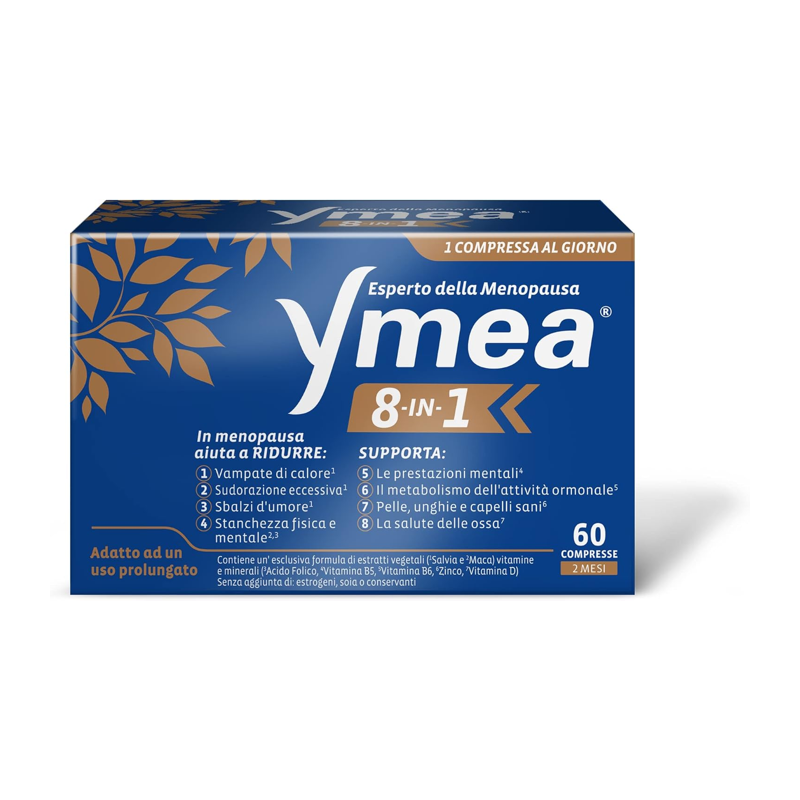 Esperto della Menopausa
Ymea®
8-IN-1
1 COMPRESSA AL GIORNO
Esperto della Menopausa
Ymea®
8-IN-1
In menopausa
aiuta a RIDURRE:
1 Vampate di calore¹
2 Sudorazione eccessiva¹
3 Sbalzi d'umore¹
4 Stanchezza fisica e
mentale²,³
SUPPORTA:
5 Le prestazioni mentali⁴
6 Il metabolismo dell'attività ormonale⁵
7 Pelle, unghie e capelli sani⁶
8 La salute delle ossa⁷
Adatto ad un
uso prolungato
Contiene un' esclusiva formula di estratti vegetali (¹Salvia e ²Maca) vitamine
e minerali (³Acido Folico, ⁴Vitamina B5, ⁵Vitamina B6, ⁶Zinco, ⁷Vitamina D)
Senza aggiunta di: estrogeni, soia o conservanti
60
COMPRESSE
2 MESI